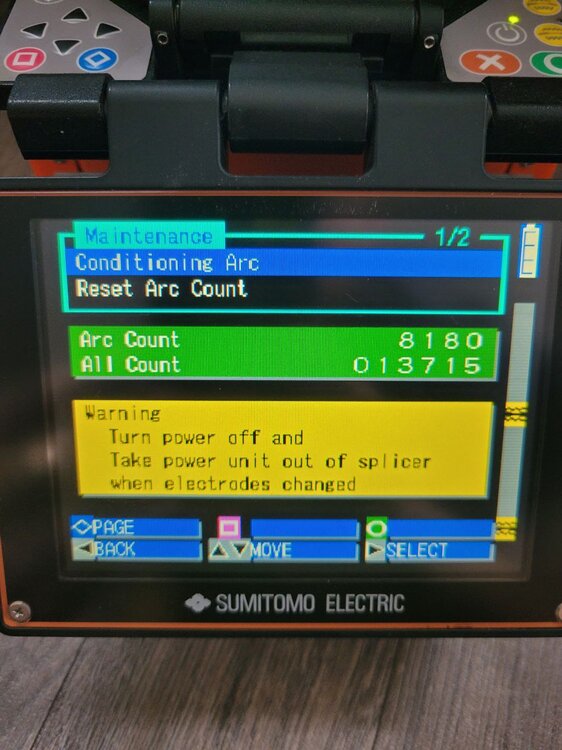 Maintenance 1/2
Conditioning Arc
Reset Arc Count
Arc Count 8180
All Count 013715
Warning
Turn power off and
Take power unit out of splicer
when electrodes changed
PAGE
BACK MOVE SELECT
SUMITOMO ELECTRIC